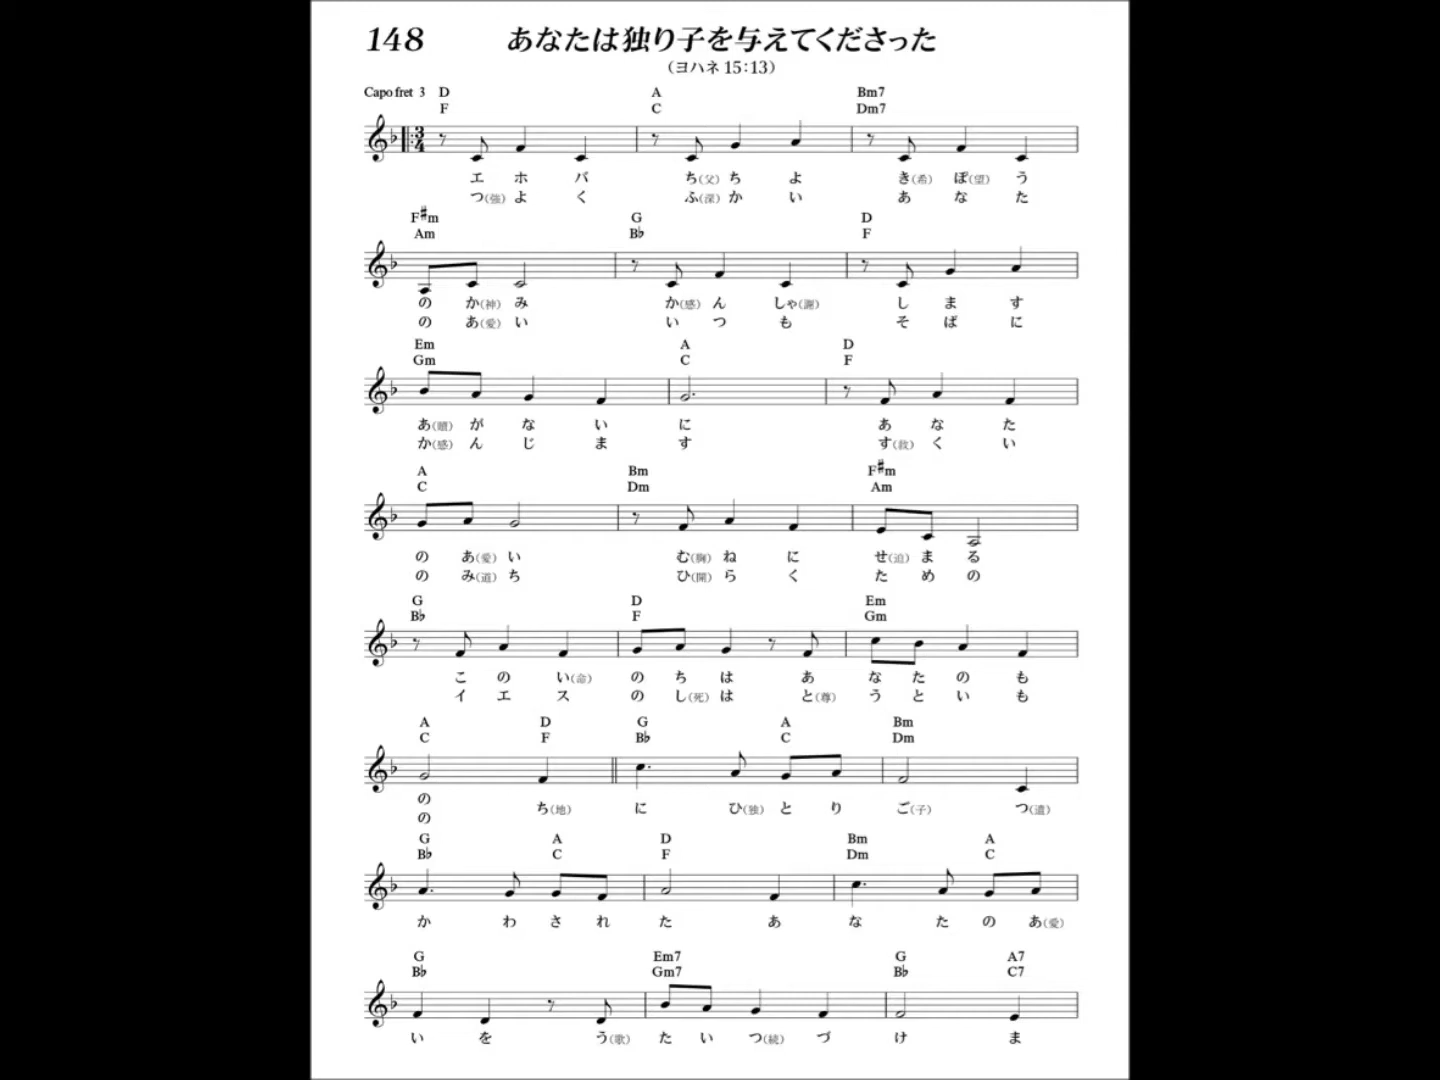 148 あなたは独り子を与えてくださった
(ヨハネ 15:13)
Capo fret 3 D A Bm7
F C Dm7
3/4
エ ホ バ ち(父) ち よ き(希) ぼ(望) う
つ(強) よ く ふ(深) か い あ な た
F♯m G D
Am B♭ F
の か(神) み か(感) ん しゃ(謝) し ま す
の あ(愛) い い つ も そ ば に
Em A D
Gm C F
あ(贖) が な い に あ な た
か(感) ん じ ま す す(救) く い
A Bm F♯m
C Dm Am
の あ(愛) い む(胸) ね に せ(迫) ま る
の み(道) ち ひ(開) ら く た め の
G D Em
B♭ F Gm
こ の い(命) の ち は あ な た の も
イ エ ス の し(死) は と(尊) う と い も
A D G A Bm
C F B♭ C Dm
の
ち(地) に ひ(独) と り ご(子) つ(遣)
の
G A D Bm A
B♭ C F Dm C
か わ さ れ た あ な た の あ(愛)
G Em7 G A7
B♭ Gm7 B♭ C7
い を う(歌) た い つ(続) づ け ま